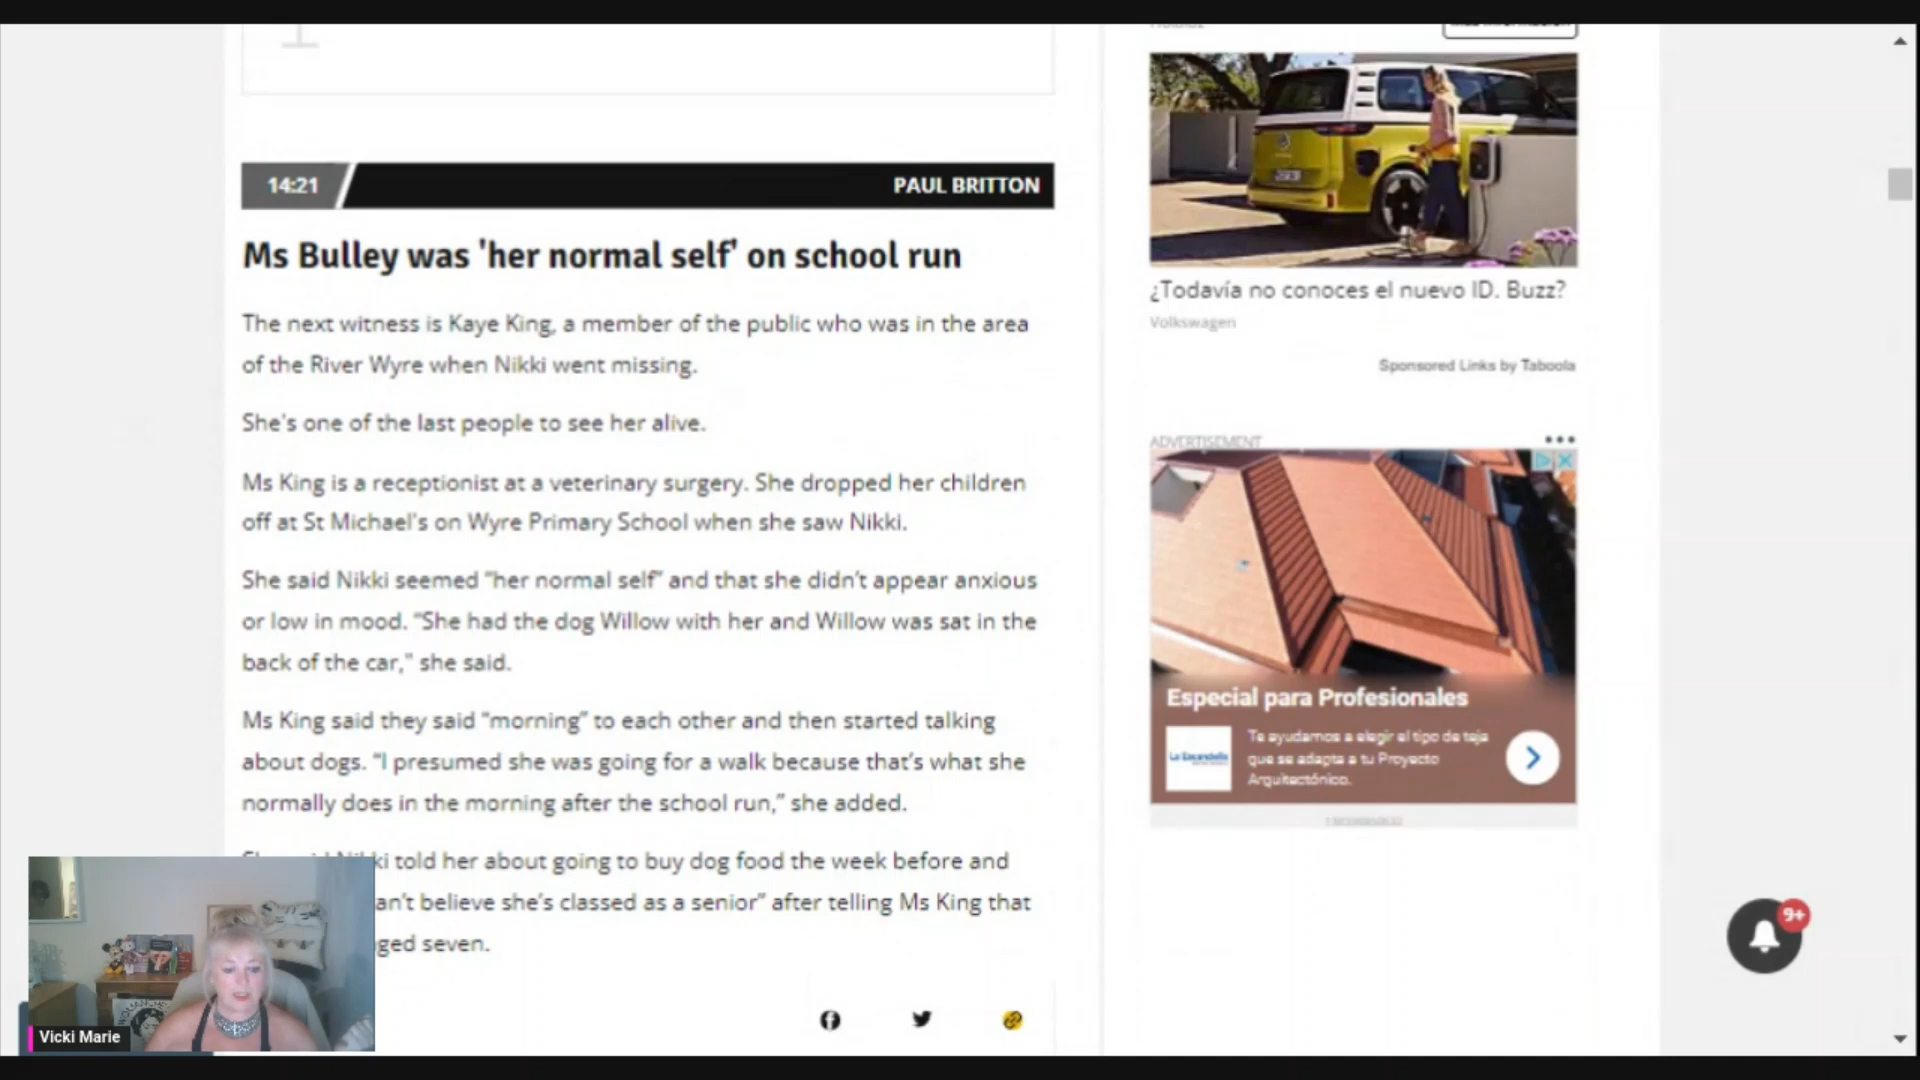 14:21
PAUL BRITTON
Ms Bulley was 'her normal self' on school run
The next witness is Kaye King, a member of the public who was in the area
of the River Wyre when Nikki went missing.
She's one of the last people to see her alive.
Ms King is a receptionist at a veterinary surgery. She dropped her children
off at St Michael's on Wyre Primary School when she saw Nikki.
She said Nikki seemed “her normal self” and that she didn’t appear anxious
or low in mood. “She had the dog Willow with her and Willow was sat in the
back of the car," she said.
Ms King said they said “morning” to each other and then started talking
about dogs. “I presumed she was going for a walk because that’s what she
normally does in the morning after the school run,” she added.
ki told her about going to buy dog food the week before and
an’t believe she’s classed as a senior” after telling Ms King that
ged seven.
Vicki Marie
¿Todavía no conoces el nuevo ID. Buzz?
Volkswagen
Sponsored Links by Taboola
ADVERTISEMENT
Especial para Profesionales
La Escandella
Te ayudamos a elegir el tipo de teja
que se adapta a tu Proyecto
Arquitectónico.
9+